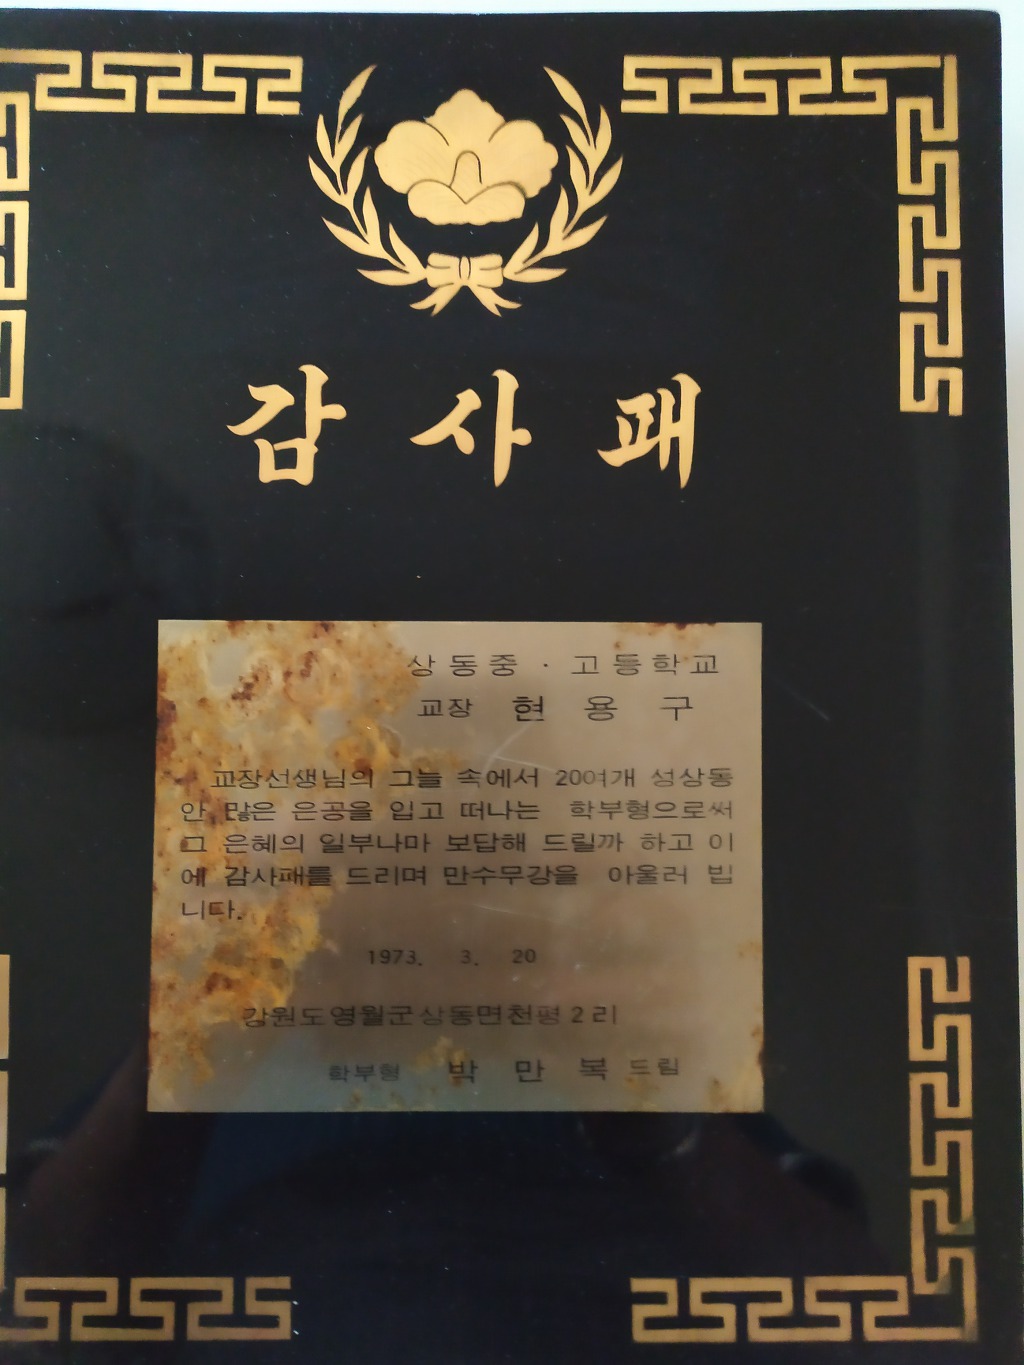 감사패
상동중·고등학교
교장 현용구
교장선생님의 그늘 속에서 20여개 성상동
안 많은 은공을 입고 떠나는 학부형으로써
그 은혜의 일부나마 보답해 드릴까 하고 이
에 감사패를 드리며 만수무강을 아울러 빕
니다.
1973. 3. 20
강원도영월군상동면천평2리
학부형 박만복 드림